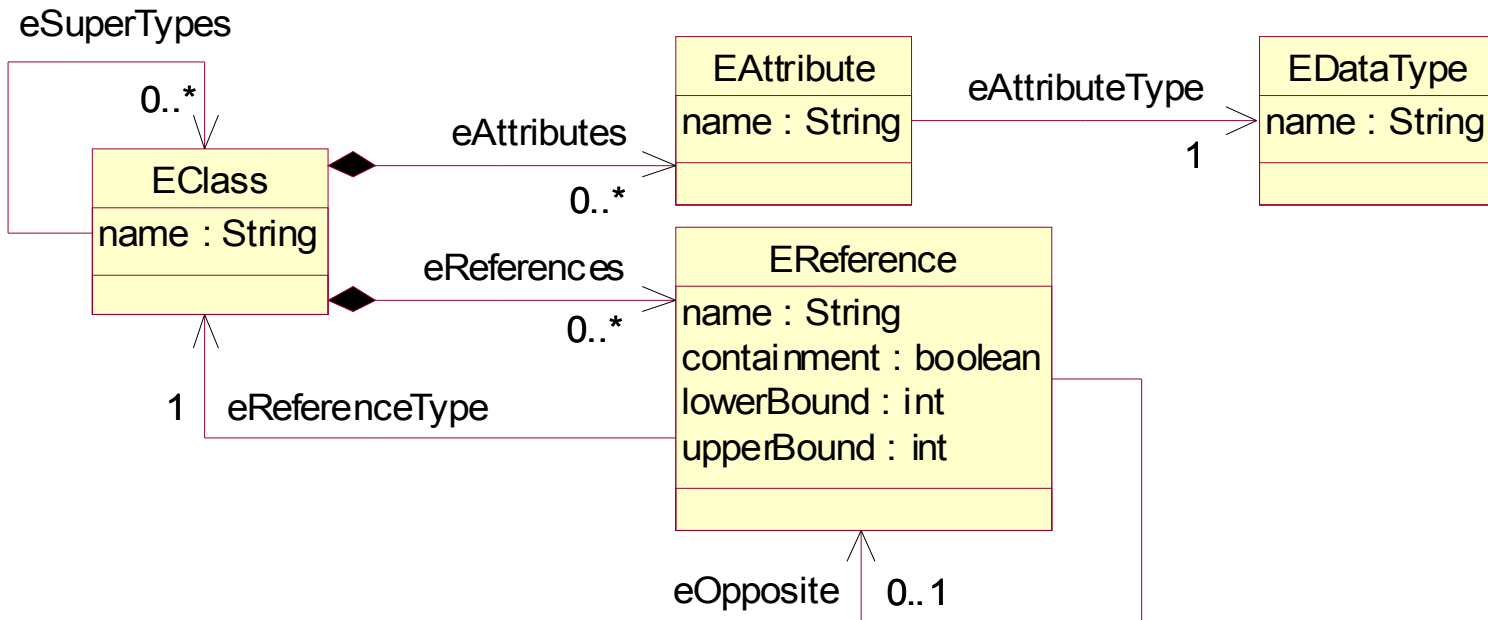 eSuperTypes
0..*
EClass
name : String
eAttributes
0..*
EAttribute
name : String
eAttributeType
1
EDataType
name : String
eReferences
0..*
EReference
name : String
containment : boolean
lowerBound : int
upperBound : int
1
eReferenceType
eOpposite
0..1